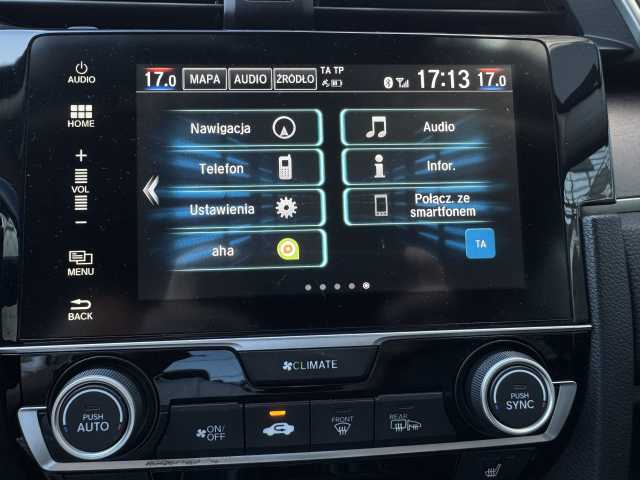 AUDIO
HOME
+
VOL
−
MENU
BACK
17.0 MAPA AUDIO ŹRÓDŁO TA TP 17:13 17.0
Nawigacja
Audio
Telefon
Infor.
Ustawienia
Połącz. ze
smartfonem
aha
TA
CLIMATE
PUSH
AUTO
ON/
OFF
FRONT
REAR
PUSH
SYNC